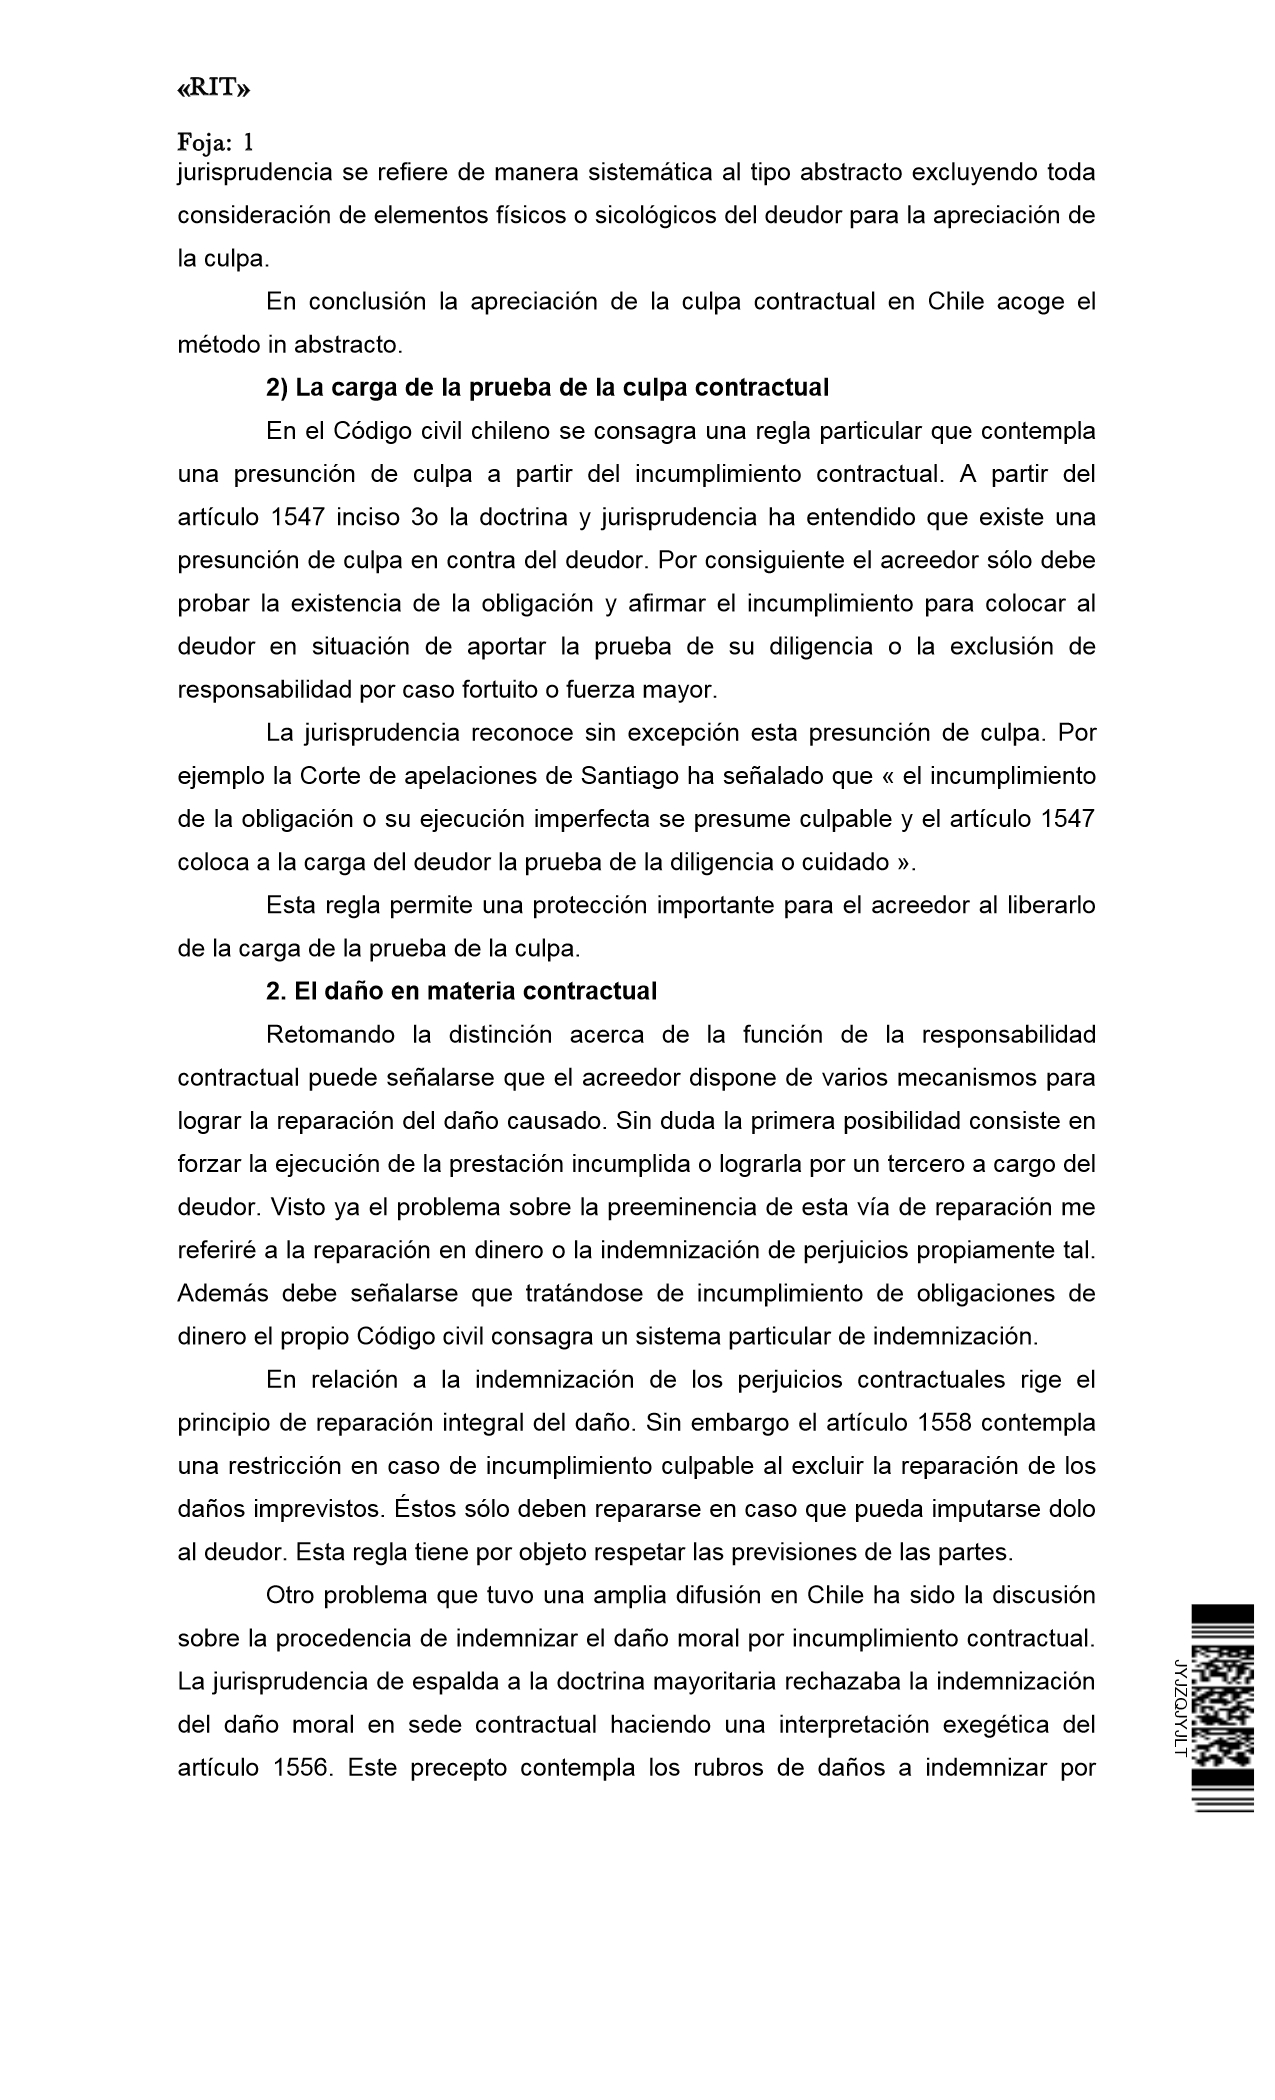 «RIT»
Foja: 1
jurisprudencia se refiere de manera sistemática al tipo abstracto excluyendo toda
consideración de elementos físicos o sicológicos del deudor para la apreciación de
la culpa.
En conclusión la apreciación de la culpa contractual en Chile acoge el
método in abstracto.
2) La carga de la prueba de la culpa contractual
En el Código civil chileno se consagra una regla particular que contempla
una presunción de culpa a partir del incumplimiento contractual. A partir del
artículo 1547 inciso 3o la doctrina y jurisprudencia ha entendido que existe una
presunción de culpa en contra del deudor. Por consiguiente el acreedor sólo debe
probar la existencia de la obligación y afirmar el incumplimiento para colocar al
deudor en situación de aportar la prueba de su diligencia o la exclusión de
responsabilidad por caso fortuito o fuerza mayor.
La jurisprudencia reconoce sin excepción esta presunción de culpa. Por
ejemplo la Corte de apelaciones de Santiago ha señalado que « el incumplimiento
de la obligación o su ejecución imperfecta se presume culpable y el artículo 1547
coloca a la carga del deudor la prueba de la diligencia o cuidado ».
Esta regla permite una protección importante para el acreedor al liberarlo
de la carga de la prueba de la culpa.
2. El daño en materia contractual
Retomando la distinción acerca de la función de la responsabilidad
contractual puede señalarse que el acreedor dispone de varios mecanismos para
lograr la reparación del daño causado. Sin duda la primera posibilidad consiste en
forzar la ejecución de la prestación incumplida o lograrla por un tercero a cargo del
deudor. Visto ya el problema sobre la preeminencia de esta vía de reparación me
referiré a la reparación en dinero o la indemnización de perjuicios propiamente tal.
Además debe señalarse que tratándose de incumplimiento de obligaciones de
dinero el propio Código civil consagra un sistema particular de indemnización.
En relación a la indemnización de los perjuicios contractuales rige el
principio de reparación integral del daño. Sin embargo el artículo 1558 contempla
una restricción en caso de incumplimiento culpable al excluir la reparación de los
daños imprevistos. Éstos sólo deben repararse en caso que pueda imputarse dolo
al deudor. Esta regla tiene por objeto respetar las previsiones de las partes.
Otro problema que tuvo una amplia difusión en Chile ha sido la discusión
sobre la procedencia de indemnizar el daño moral por incumplimiento contractual.
La jurisprudencia de espalda a la doctrina mayoritaria rechazaba la indemnización
del daño moral en sede contractual haciendo una interpretación exegética del
artículo 1556. Este precepto contempla los rubros de daños a indemnizar por
JYJZQJYJLT